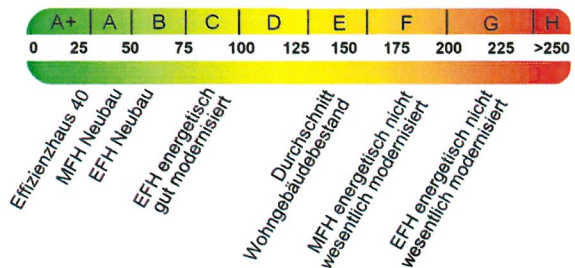 A+ A B C D E F G H
0 25 50 75 100 125 150 175 200 225 >250
Effizienzhaus 40
MFH Neubau
EFH Neubau
EFH energetisch
gut modernisiert
Durchschnitt
Wohngebäudebestand
MFH energetisch nicht
wesentlich modernisiert
EFH energetisch nicht
wesentlich modernisiert